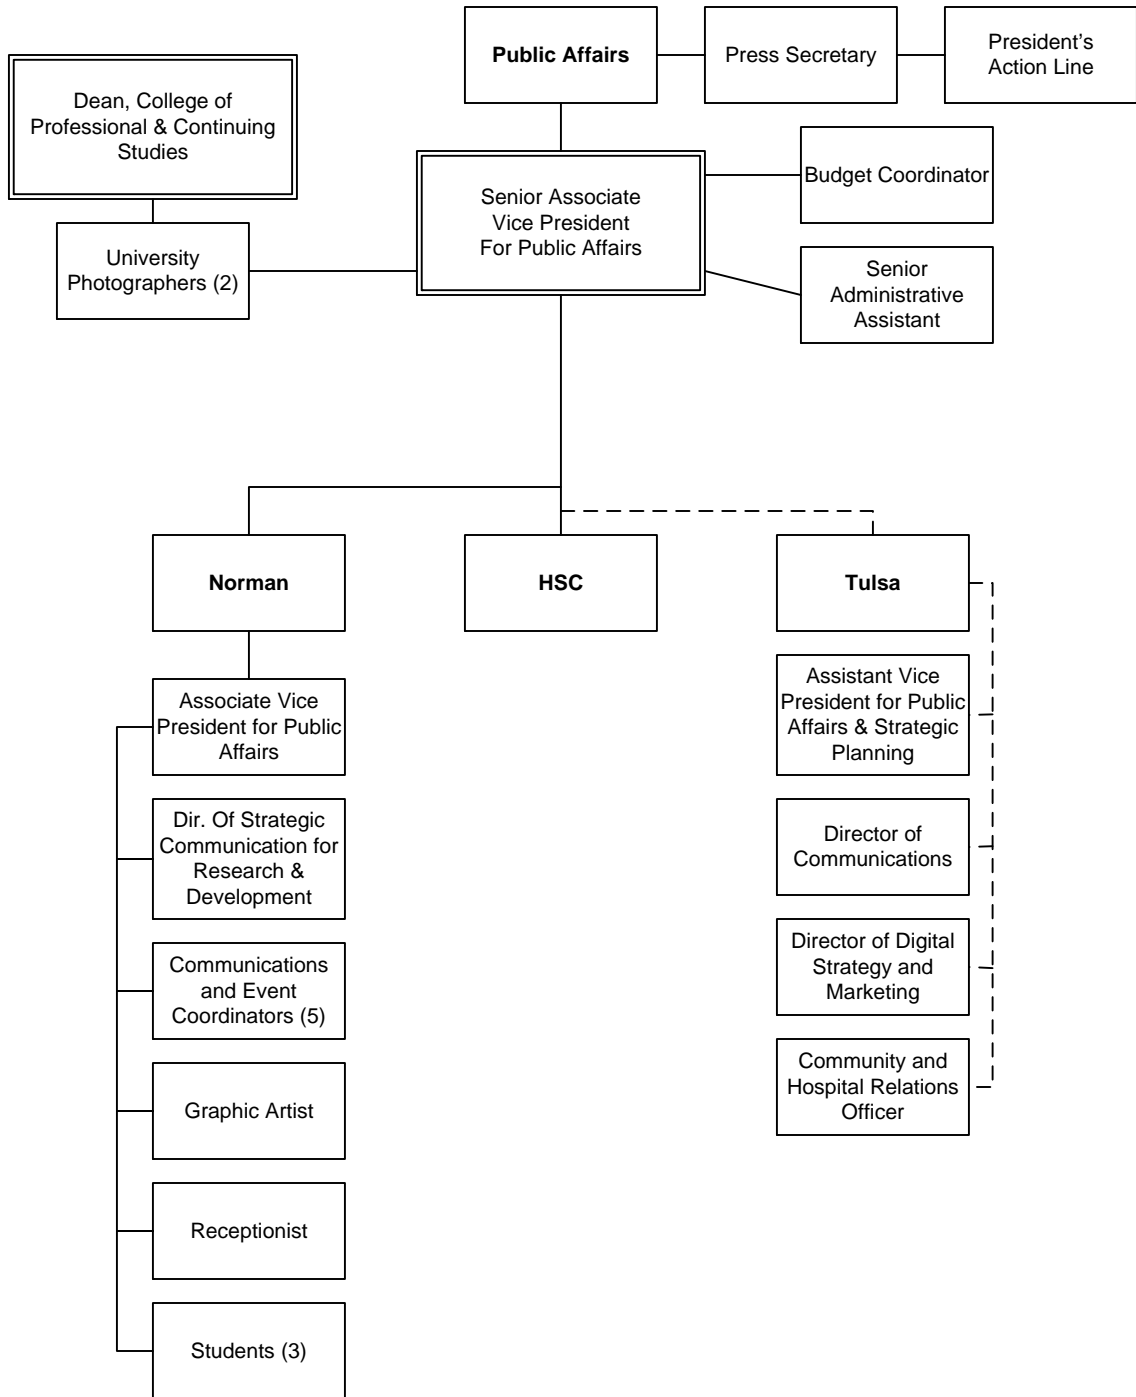 Public Affairs
Press Secretary
President's
Action Line
Dean, College of
Professional & Continuing
Studies
Budget Coordinator
Senior Associate
Vice President
For Public Affairs
University
Photographers (2)
Senior
Administrative
Assistant
Norman
HSC
Tulsa
Associate Vice
President for Public
Affairs
Dir. Of Strategic
Communication for
Research &
Development
Communications
and Event
Coordinators (5)
Graphic Artist
Receptionist
Students (3)
Assistant Vice
President for Public
Affairs & Strategic
Planning
Director of
Communications
Director of Digital
Strategy and
Marketing
Community and
Hospital Relations
Officer